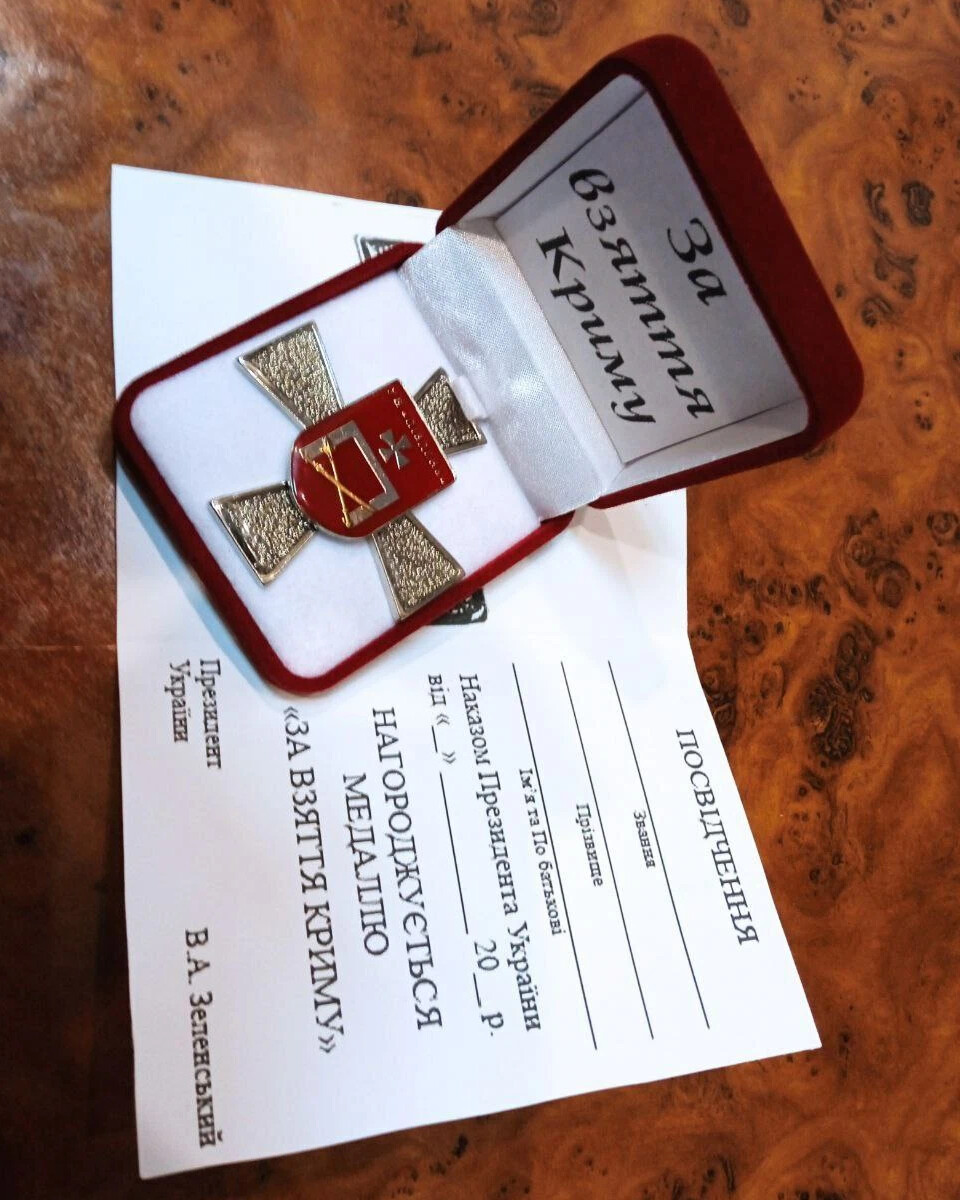 За
взяття
Криму
ПОСВІДЧЕННЯ
Звання
Прізвище
Ім'я та По батькові
Наказом Президента України
від «_» ________ 20__ р.
НАГОРОДЖУЄТЬСЯ
МЕДАЛЛЮ
«ЗА ВЗЯТТЯ КРИМУ»
Президент
України
В.А. Зеленський